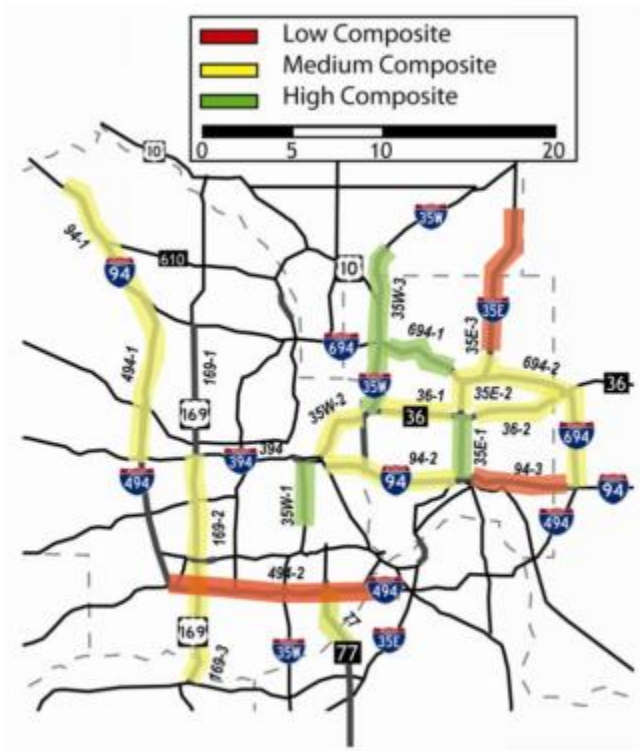 Low Composite
Medium Composite
High Composite
0 5 10 20
10
35W
94-1
610
10
94
35W-3
35E
694-1
35E-3
694
494-1
169-1
694-2
35W
36
36-1
35E-2
169
35W-2
36
36-2
694
394
394
35E-1
94-2
94-3
494
94
94
35W-1
494
169-2
494-2
494
169
77
35W
77
35E
169-3